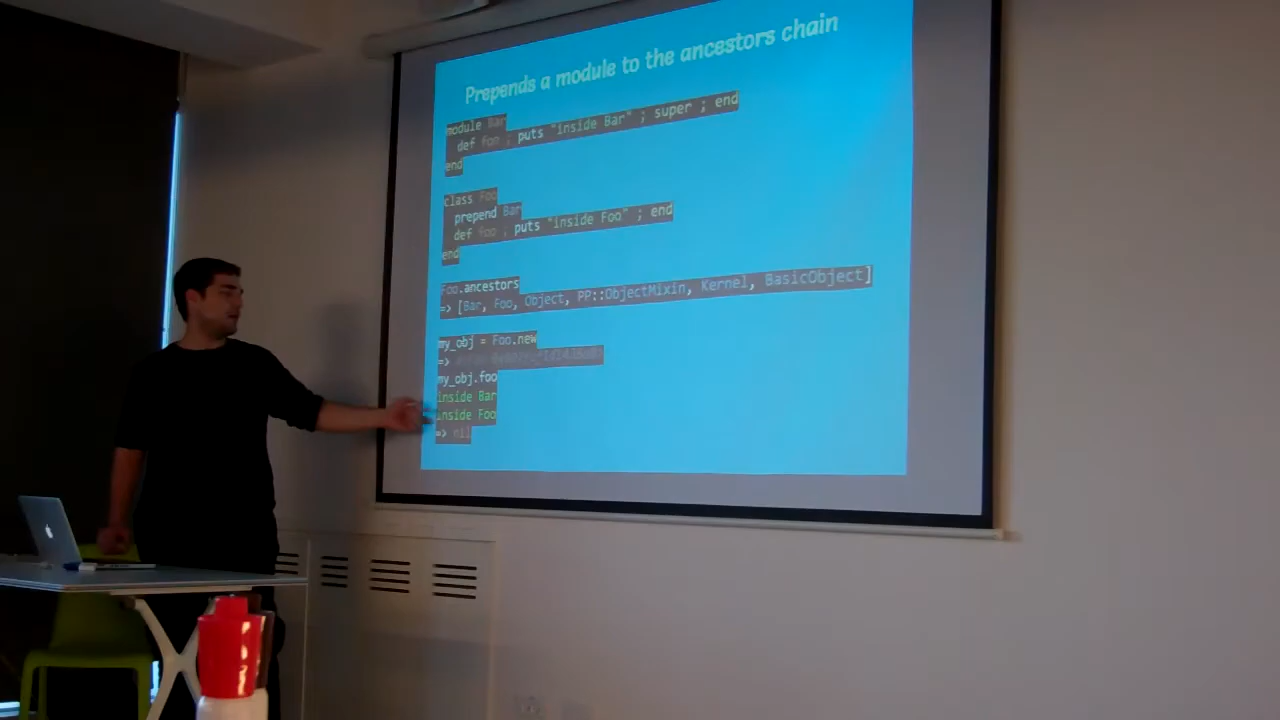 Prepends a module to the ancestors chain
module Bar
def foo ; puts "inside Bar" ; super ; end
end
class Foo
prepend Bar
def foo ; puts "inside Foo" ; end
end
Foo.ancestors
=> [Bar, Foo, Object, PP::ObjectMixin, Kernel, BasicObject]
my_obj = Foo.new
=>
my_obj.foo
inside Bar
inside Foo
=> nil